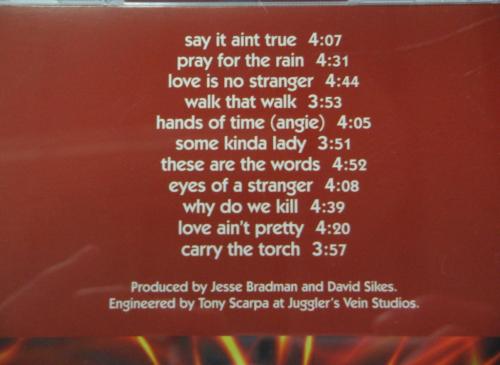 say it aint true 4:07
pray for the rain 4:31
love is no stranger 4:44
walk that walk 3:53
hands of time (angie) 4:05
some kinda lady 3:51
these are the words 4:52
eyes of a stranger 4:08
why do we kill 4:39
love ain't pretty 4:20
carry the torch 3:57
Produced by Jesse Bradman and David Sikes.
Engineered by Tony Scarpa at Juggler's Vein Studios.